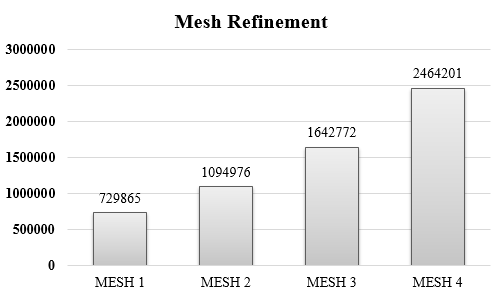 Mesh Refinement
3000000
2500000
2000000
1500000
1000000
500000
0
729865
1094976
1642772
2464201
MESH 1
MESH 2
MESH 3
MESH 4